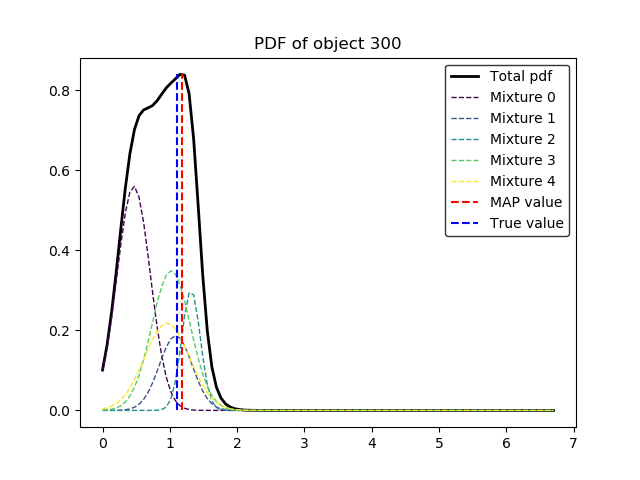 PDF of object 300
Total pdf
Mixture 0
Mixture 1
Mixture 2
Mixture 3
Mixture 4
MAP value
True value
0.8
0.6
0.4
0.2
0.0
0 1 2 3 4 5 6 7